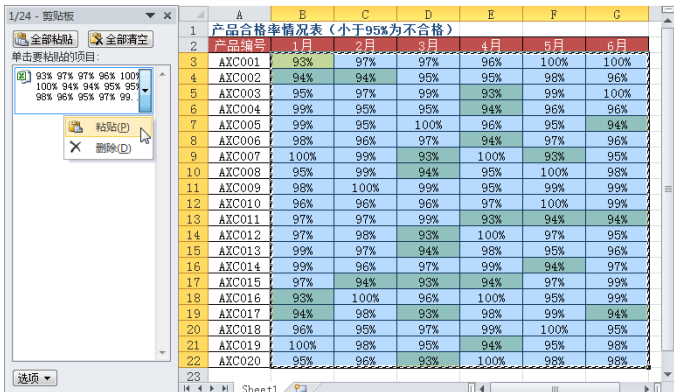 1/24 - 剪贴板
全部粘贴 全部清空
单击要粘贴的项目:
93% 97% 97% 96% 100%
100% 94% 94% 95% 95%
98% 96% 95% 97% 99...
粘贴(P)
删除(D)
选项
A B C D E F G
1 产品合格率情况表（小于95%为不合格）
2 产品编号 1月 2月 3月 4月 5月 6月
3 AXC001 93% 97% 97% 96% 100% 100%
4 AXC002 94% 94% 95% 95% 98% 96%
5 AXC003 95% 97% 99% 93% 99% 100%
6 AXC004 99% 95% 95% 94% 96% 96%
7 AXC005 99% 95% 100% 96% 95% 94%
8 AXC006 98% 96% 97% 94% 97% 96%
9 AXC007 100% 99% 93% 100% 93% 95%
10 AXC008 95% 99% 94% 95% 100% 98%
11 AXC009 98% 100% 99% 95% 99% 99%
12 AXC010 96% 96% 96% 97% 100% 99%
13 AXC011 97% 97% 99% 93% 94% 94%
14 AXC012 97% 98% 93% 100% 97% 95%
15 AXC013 99% 97% 94% 98% 95% 96%
16 AXC014 99% 96% 97% 99% 94% 97%
17 AXC015 97% 94% 93% 94% 97% 99%
18 AXC016 93% 100% 96% 100% 95% 99%
19 AXC017 94% 98% 93% 98% 99% 94%
20 AXC018 96% 95% 97% 99% 100% 95%
21 AXC019 100% 98% 95% 94% 95% 98%
22 AXC020 95% 96% 93% 100% 98% 98%
23
Sheet1